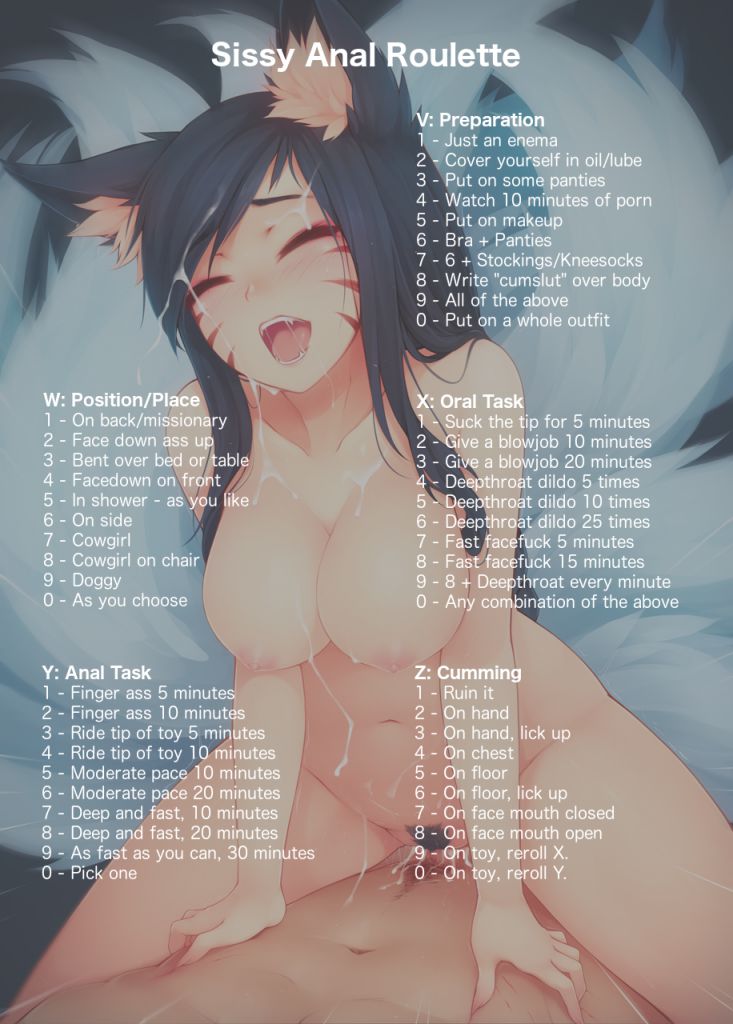 Sissy Anal Roulette
V: Preparation
1 - Just an enema
2 - Cover yourself in oil/lube
3 - Put on some panties
4 - Watch 10 minutes of porn
5 - Put on makeup
6 - Bra + Panties
7 - 6 + Stockings/Kneesocks
8 - Write "cumslut" over body
9 - All of the above
0 - Put on a whole outfit
W: Position/Place
1 - On back/missionary
2 - Face down ass up
3 - Bent over bed or table
4 - Facedown on front
5 - In shower - as you like
6 - On side
7 - Cowgirl
8 - Cowgirl on chair
9 - Doggy
0 - As you choose
X: Oral Task
1 - Suck the tip for 5 minutes
2 - Give a blowjob 10 minutes
3 - Give a blowjob 20 minutes
4 - Deepthroat dildo 5 times
5 - Deepthroat dildo 10 times
6 - Deepthroat dildo 25 times
7 - Fast facefuck 5 minutes
8 - Fast facefuck 15 minutes
9 - 8 + Deepthroat every minute
0 - Any combination of the above
Y: Anal Task
1 - Finger ass 5 minutes
2 - Finger ass 10 minutes
3 - Ride tip of toy 5 minutes
4 - Ride tip of toy 10 minutes
5 - Moderate pace 10 minutes
6 - Moderate pace 20 minutes
7 - Deep and fast, 10 minutes
8 - Deep and fast, 20 minutes
9 - As fast as you can, 30 minutes
0 - Pick one
Z: Cumming
1 - Ruin it
2 - On hand
3 - On hand, lick up
4 - On chest
5 - On floor
6 - On floor, lick up
7 - On face mouth closed
8 - On face mouth open
9 - On toy, reroll X.
0 - On toy, reroll Y.